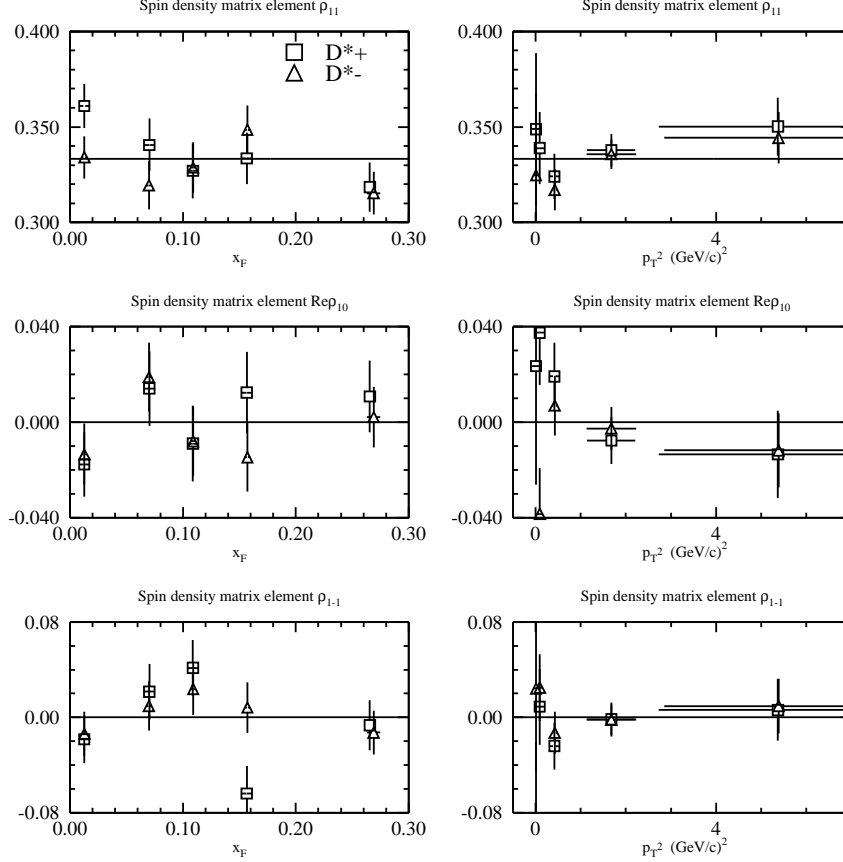 Spin density matrix element ρ11
Spin density matrix element ρ11
0.400
0.350
0.300
D*+
D*-
0.400
0.350
0.300
0.00 0.10 0.20 0.30
0 4
xF
pT² (GeV/c)²
Spin density matrix element Reρ10
Spin density matrix element Reρ10
0.040
0.000
-0.040
0.040
0.000
-0.040
0.00 0.10 0.20 0.30
0 4
xF
pT² (GeV/c)²
Spin density matrix element ρ1-1
Spin density matrix element ρ1-1
0.08
0.00
-0.08
0.08
0.00
-0.08
0.00 0.10 0.20 0.30
0 4
xF
pT² (GeV/c)²